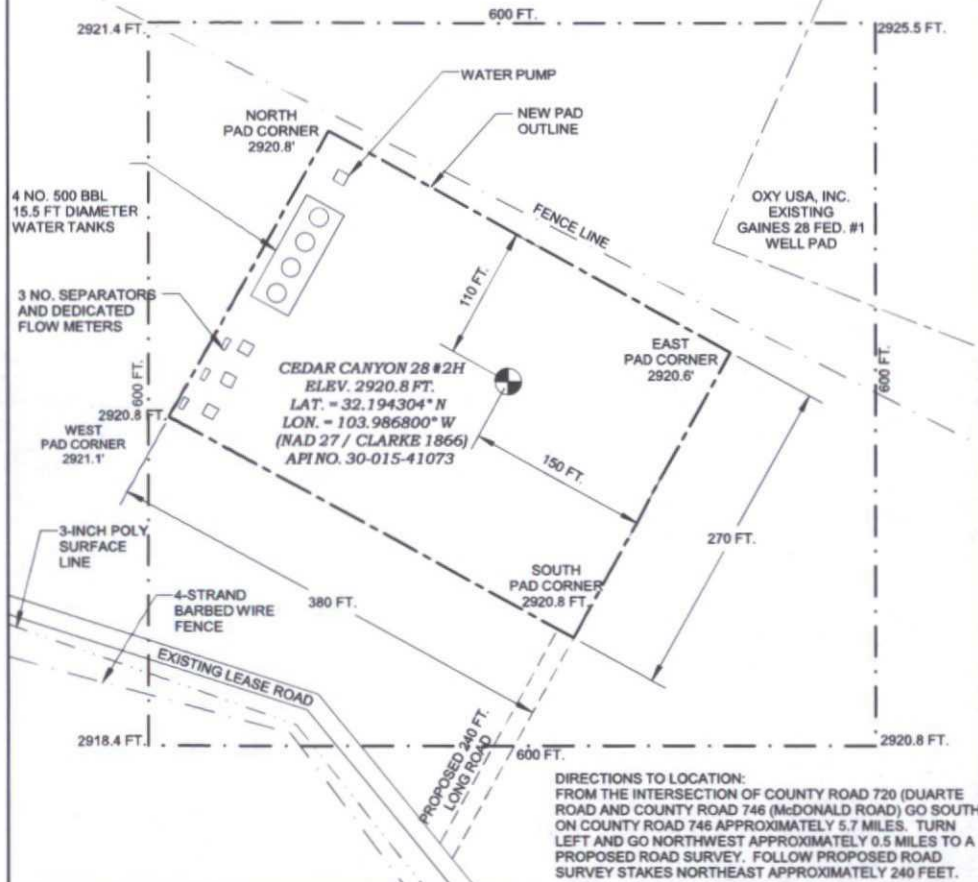 600 FT.
2921.4 FT.
2925.5 FT.
WATER PUMP
NORTH
PAD CORNER
2920.8'
NEW PAD
OUTLINE
4 NO. 500 BBL
15.5 FT DIAMETER
WATER TANKS
OXY USA, INC.
EXISTING
GAINES 28 FED. #1
WELL PAD
FENCE LINE
110 FT.
3 NO. SEPARATORS
AND DEDICATED
FLOW METERS
EAST
PAD CORNER
2920.6'
600 FT.
600 FT.
CEDAR CANYON 28 #2H
ELEV. 2920.8 FT.
LAT. = 32.194304° N
LON. = 103.986800° W
(NAD 27 / CLARKE 1866)
API NO. 30-015-41073
2920.8 FT.
WEST
PAD CORNER
2921.1'
150 FT.
270 FT.
3-INCH POLY
SURFACE
LINE
SOUTH
PAD CORNER
2920.8 FT.
4-STRAND
BARBED WIRE
FENCE
380 FT.
EXISTING LEASE ROAD
2918.4 FT.
PROPOSED 240 FT.
LONG ROAD
600 FT.
2920.8 FT.
DIRECTIONS TO LOCATION:
FROM THE INTERSECTION OF COUNTY ROAD 720 (DUARTE
ROAD AND COUNTY ROAD 746 (McDONALD ROAD) GO SOUTH
ON COUNTY ROAD 746 APPROXIMATELY 5.7 MILES. TURN
LEFT AND GO NORTHWEST APPROXIMATELY 0.5 MILES TO A
PROPOSED ROAD SURVEY. FOLLOW PROPOSED ROAD
SURVEY STAKES NORTHEAST APPROXIMATELY 240 FEET.